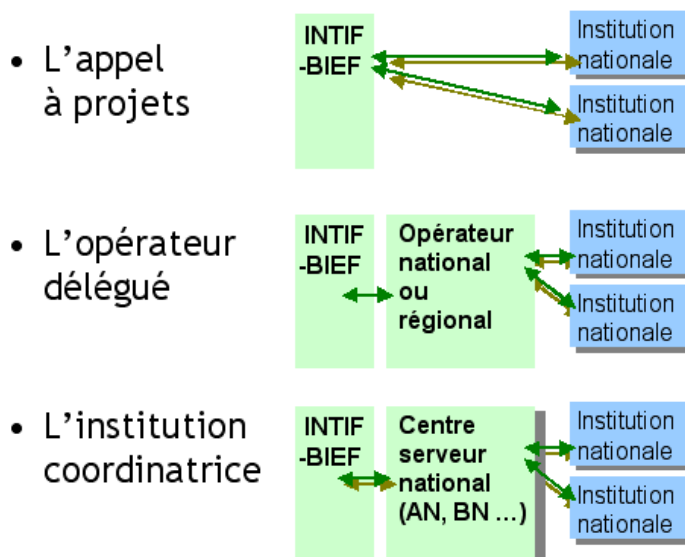 • L'appel
à projets
INTIF
-BIEF
Institution
nationale
Institution
nationale
• L'opérateur
délégué
INTIF
-BIEF
Opérateur
national
ou
régional
Institution
nationale
Institution
nationale
• L'institution
coordinatrice
INTIF
-BIEF
Centre
serveur
national
(AN, BN ...)
Institution
nationale
Institution
nationale